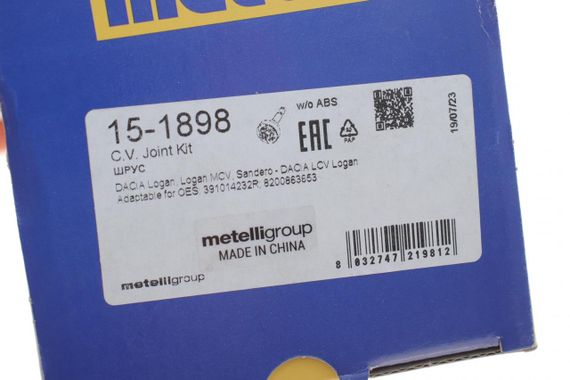 w/o ABS
15-1898
C.V. Joint Kit
ШРУС
EAC
PAP
19/07/23
DACIA Logan, Logan MCV, Sandero - DACIA LCV Logan
Adaptable for OES: 391014232R; 8200863653
metelligroup
MADE IN CHINA
metelligroup
8 032747 219812